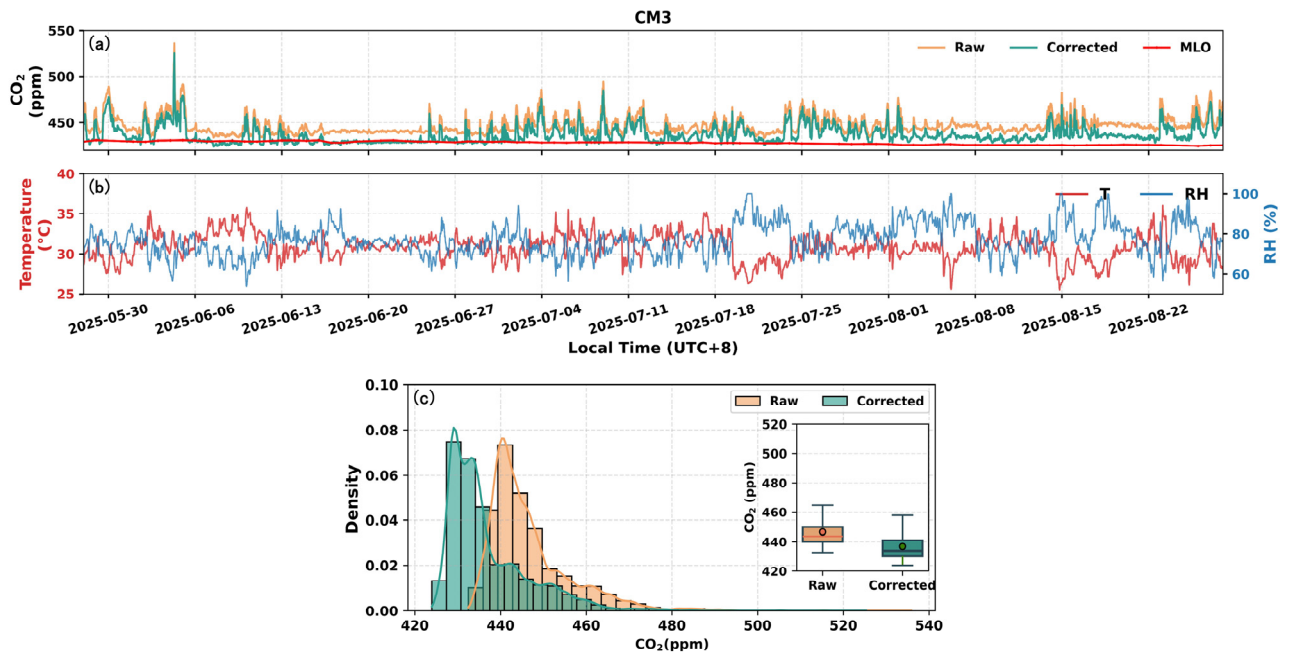 CM3
(a)
Raw
Corrected
MLO
CO₂
(ppm)
550
500
450
(b)
T
RH
Temperature
(°C)
40
35
30
25
100
80
60
RH (%)
2025-05-30
2025-06-06
2025-06-13
2025-06-20
2025-06-27
2025-07-04
2025-07-11
2025-07-18
2025-07-25
2025-08-01
2025-08-08
2025-08-15
2025-08-22
Local Time (UTC+8)
(c)
Raw
Corrected
Density
0.10
0.08
0.06
0.04
0.02
0.00
420
440
460
480
500
520
540
CO₂(ppm)
CO₂ (ppm)
520
500
480
460
440
420
Raw
Corrected